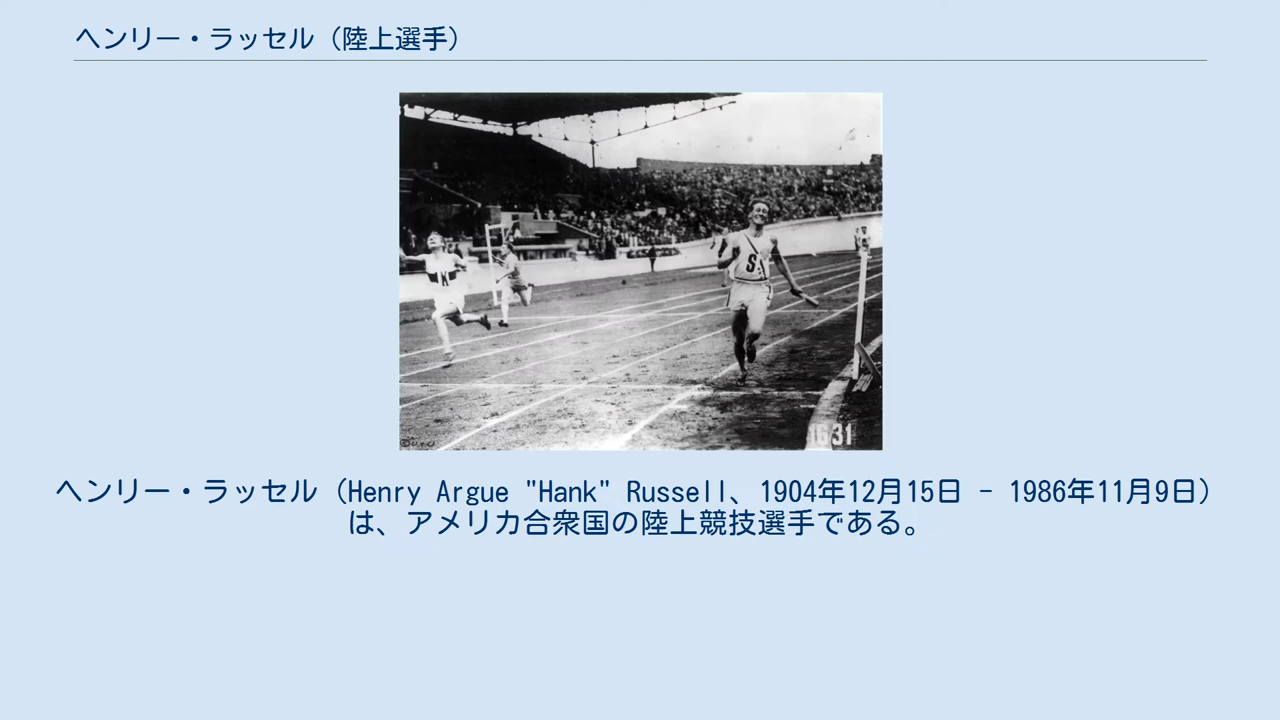 ヘンリー・ラッセル（陸上選手）
1631
ヘンリー・ラッセル（Henry Argue "Hank" Russell、1904年12月15日 - 1986年11月9日）
は、アメリカ合衆国の陸上競技選手である。